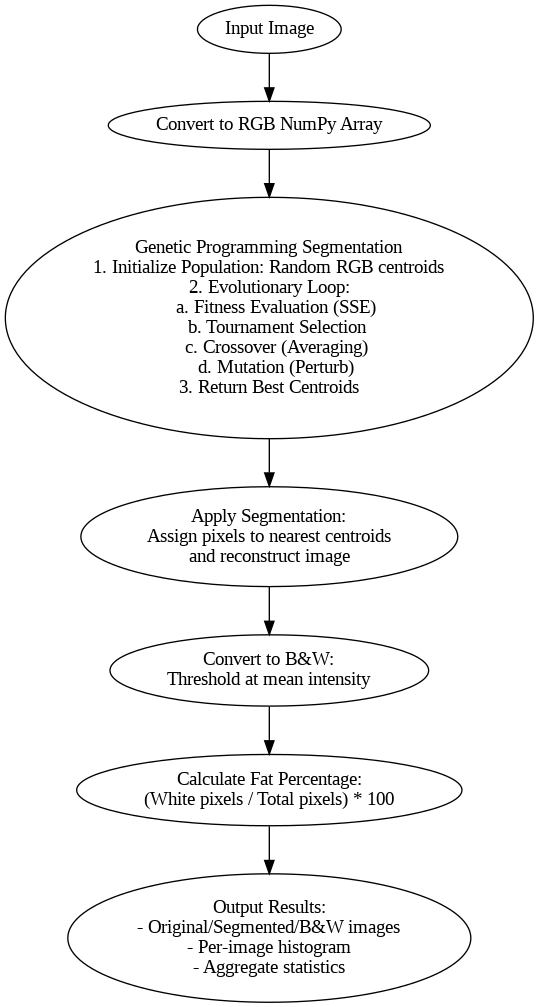 Input Image
Convert to RGB NumPy Array
Genetic Programming Segmentation
1. Initialize Population: Random RGB centroids
2. Evolutionary Loop:
a. Fitness Evaluation (SSE)
b. Tournament Selection
c. Crossover (Averaging)
d. Mutation (Perturb)
3. Return Best Centroids
Apply Segmentation:
Assign pixels to nearest centroids
and reconstruct image
Convert to B&W:
Threshold at mean intensity
Calculate Fat Percentage:
(White pixels / Total pixels) * 100
Output Results:
- Original/Segmented/B&W images
- Per-image histogram
- Aggregate statistics